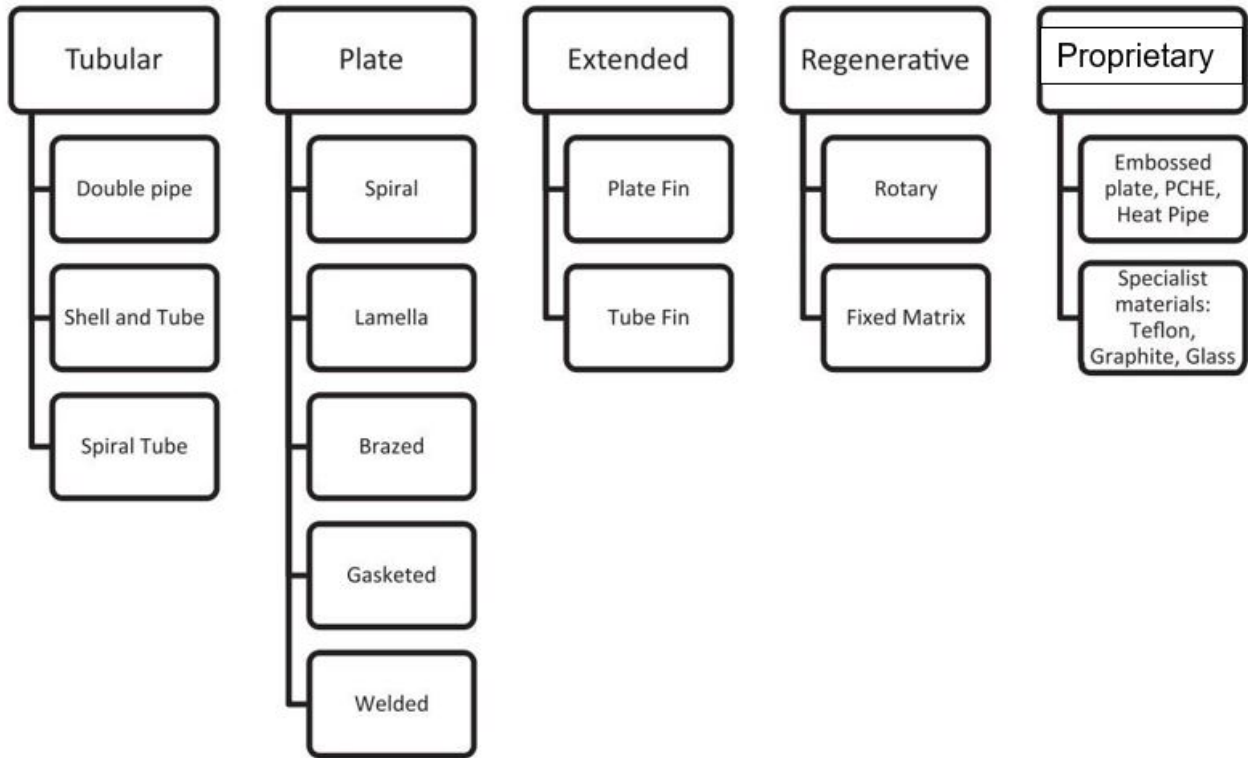 Tubular
Double pipe
Shell and Tube
Spiral Tube
Plate
Spiral
Lamella
Brazed
Gasketed
Welded
Extended
Plate Fin
Tube Fin
Regenerative
Rotary
Fixed Matrix
Proprietary
Embossed
plate, PCHE,
Heat Pipe
Specialist
materials:
Teflon,
Graphite, Glass